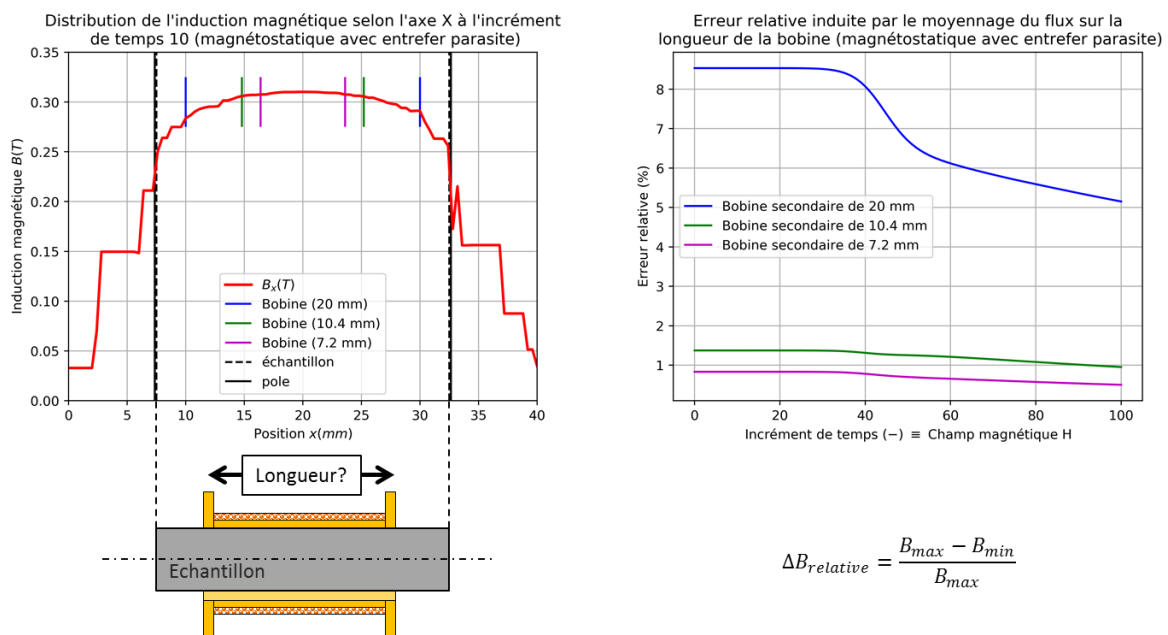 Distribution de l'induction magnétique selon l'axe X à l'incrément
de temps 10 (magnétostatique avec entrefer parasite)
Induction magnétique B(T)
0.35
0.30
0.25
0.20
0.15
0.10
0.05
0.00
B_x(T)
Bobine (20 mm)
Bobine (10.4 mm)
Bobine (7.2 mm)
échantillon
pole
0 5 10 15 20 25 30 35 40
Position x(mm)
Longueur?
Echantillon
Erreur relative induite par le moyennage du flux sur la
longueur de la bobine (magnétostatique avec entrefer parasite)
Erreur relative (%)
8
7
6
5
4
3
2
1
Bobine secondaire de 20 mm
Bobine secondaire de 10.4 mm
Bobine secondaire de 7.2 mm
0 20 40 60 80 100
Incrément de temps (−) ≡ Champ magnétique H
ΔB_relative = (B_max − B_min) / B_max